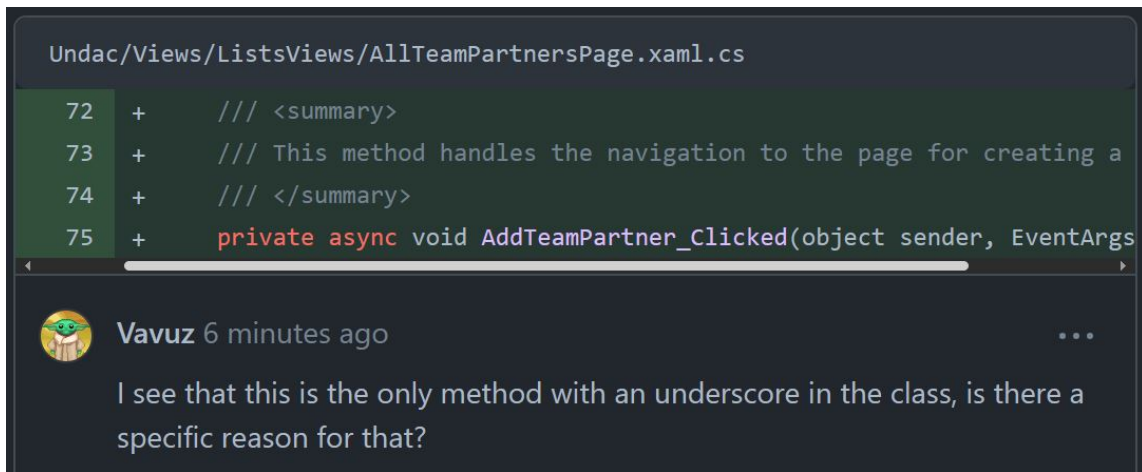 Undac/Views/ListsViews/AllTeamPartnersPage.xaml.cs
72 + /// <summary>
73 + /// This method handles the navigation to the page for creating a
74 + /// </summary>
75 + private async void AddTeamPartner_Clicked(object sender, EventArgs
Vavuz 6 minutes ago
I see that this is the only method with an underscore in the class, is there a
specific reason for that?